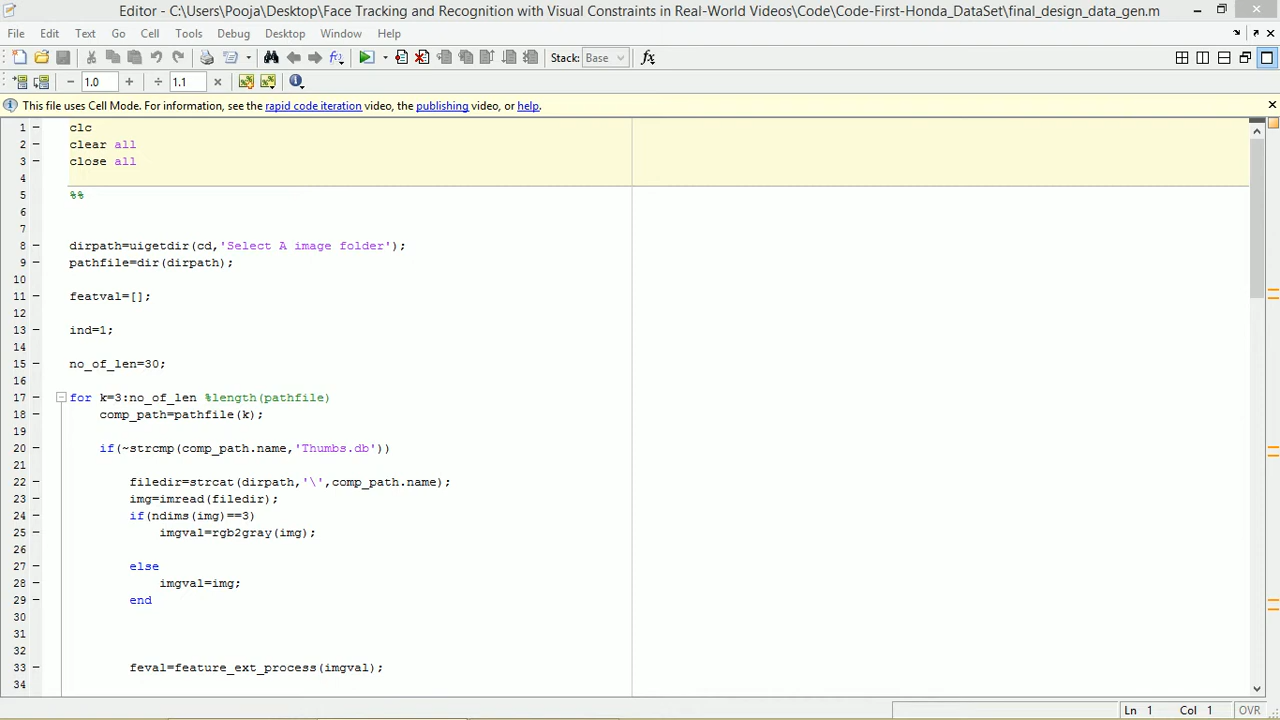 Editor - C:\Users\Pooja\Desktop\Face Tracking and Recognition with Visual Constraints in Real-World Videos\Code\Code-First-Honda_DataSet\final_design_data_gen.m
File Edit Text Go Cell Tools Debug Desktop Window Help
Stack: Base fx
1.0 1.1
This file uses Cell Mode. For information, see the rapid code iteration video, the publishing video, or help.
1 clc
2 clear all
3 close all
4
5 %%
6
7
8 dirpath=uigetdir(cd,'Select A image folder');
9 pathfile=dir(dirpath);
10
11 featval=[];
12
13 ind=1;
14
15 no_of_len=30;
16
17 for k=3:no_of_len %length(pathfile)
18 comp_path=pathfile(k);
19
20 if(~strcmp(comp_path.name,'Thumbs.db'))
21
22 filedir=strcat(dirpath,'\',comp_path.name);
23 img=imread(filedir);
24 if(ndims(img)==3)
25 imgval=rgb2gray(img);
26
27 else
28 imgval=img;
29 end
30
31
32
33 feval=feature_ext_process(imgval);
34
Ln 1 Col 1 OVR